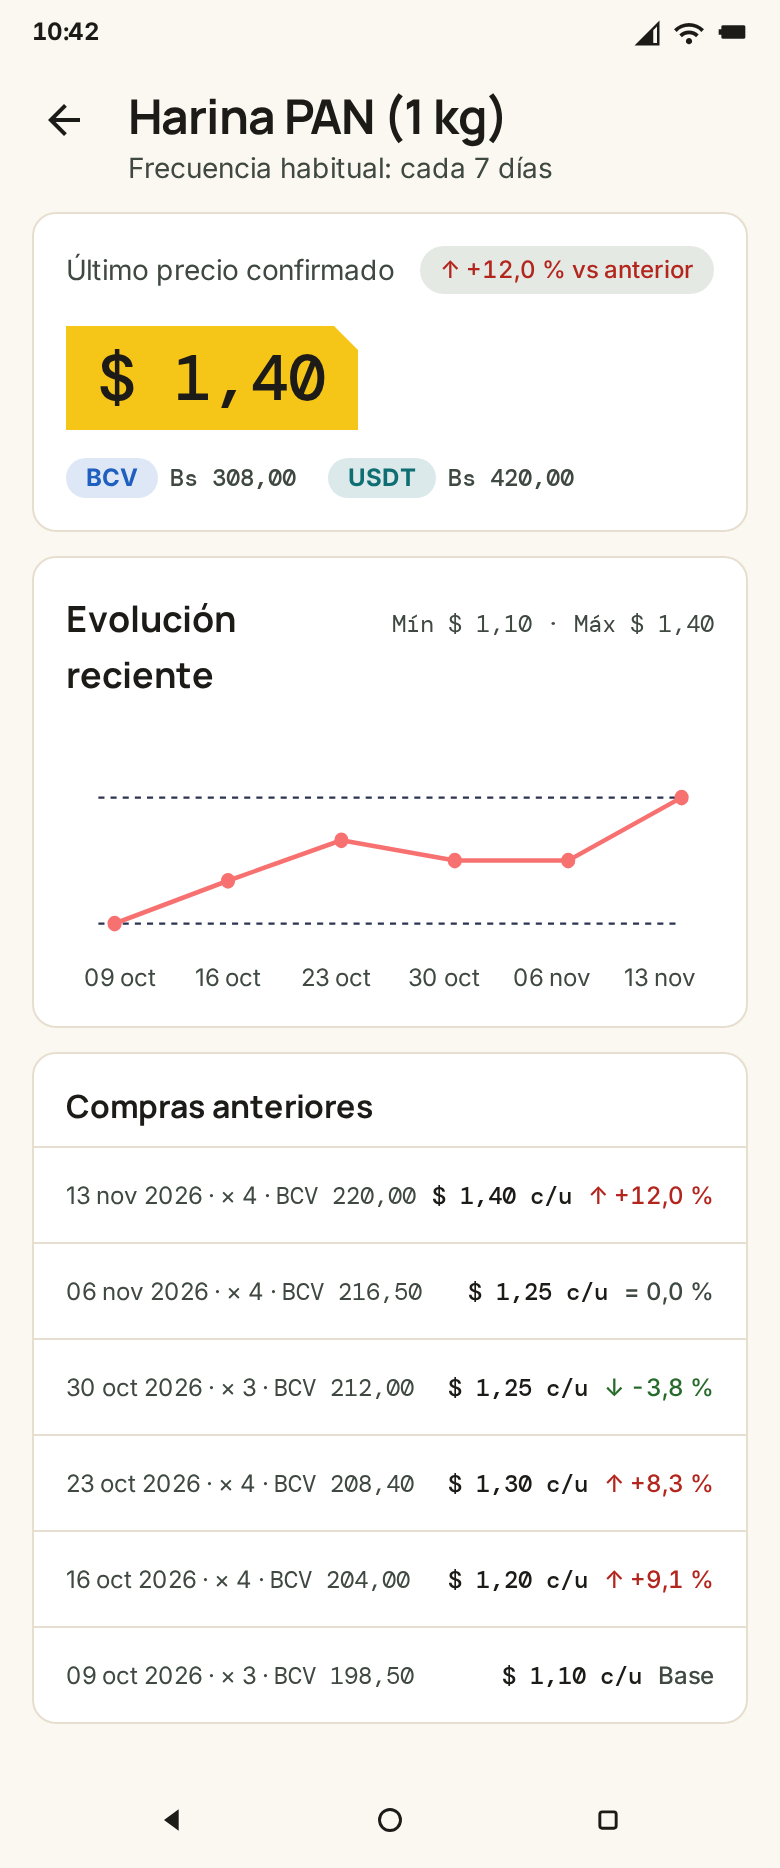 10:42
Harina PAN (1 kg)
Frecuencia habitual: cada 7 días
Último precio confirmado ↑ +12,0 % vs anterior
$ 1,40
BCV Bs 308,00 USDT Bs 420,00
Evolución reciente
Mín $ 1,10 · Máx $ 1,40
09 oct 16 oct 23 oct 30 oct 06 nov 13 nov
Compras anteriores
13 nov 2026 · × 4 · BCV 220,00 $ 1,40 c/u ↑ +12,0 %
06 nov 2026 · × 4 · BCV 216,50 $ 1,25 c/u = 0,0 %
30 oct 2026 · × 3 · BCV 212,00 $ 1,25 c/u ↓ -3,8 %
23 oct 2026 · × 4 · BCV 208,40 $ 1,30 c/u ↑ +8,3 %
16 oct 2026 · × 4 · BCV 204,00 $ 1,20 c/u ↑ +9,1 %
09 oct 2026 · × 3 · BCV 198,50 $ 1,10 c/u Base